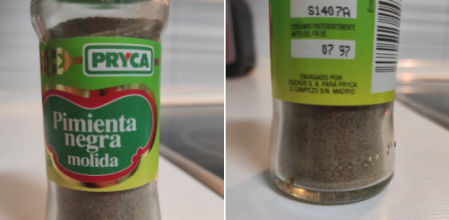 PRYCA
Pimienta
negra
molida
S1407A
CONSUMIR PREFERENTEMENTE
ANTES DEL FIN DE:
07 97
ENVASADO POR:
DUCROS S. A. PARA PRYCA,
C/ CAMPEZO S/N. MADRID